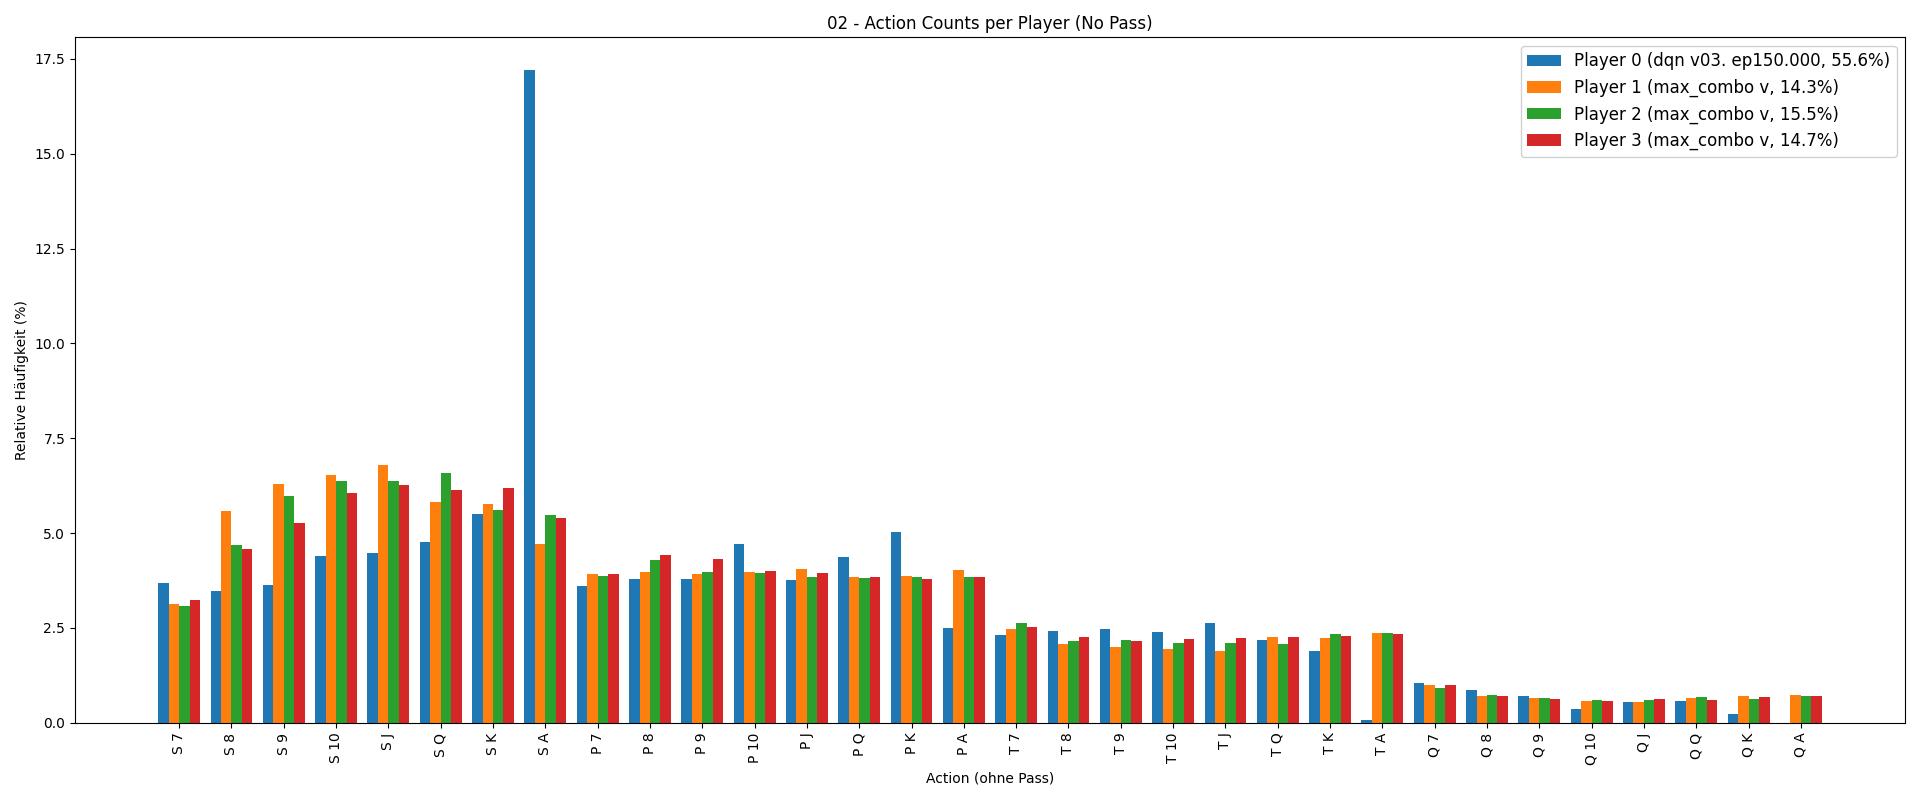 02 - Action Counts per Player (No Pass)
Player 0 (dqn v03. ep150.000, 55.6%)
Player 1 (max_combo v, 14.3%)
Player 2 (max_combo v, 15.5%)
Player 3 (max_combo v, 14.7%)
Relative Häufigkeit (%)
17.5
15.0
12.5
10.0
7.5
5.0
2.5
0.0
S 7
S 8
S 9
S 10
S J
S Q
S K
S A
P 7
P 8
P 9
P 10
P J
P Q
P K
P A
T 7
T 8
T 9
T 10
T J
T Q
T K
T A
Q 7
Q 8
Q 9
Q 10
Q J
Q Q
Q K
Q A
Action (ohne Pass)